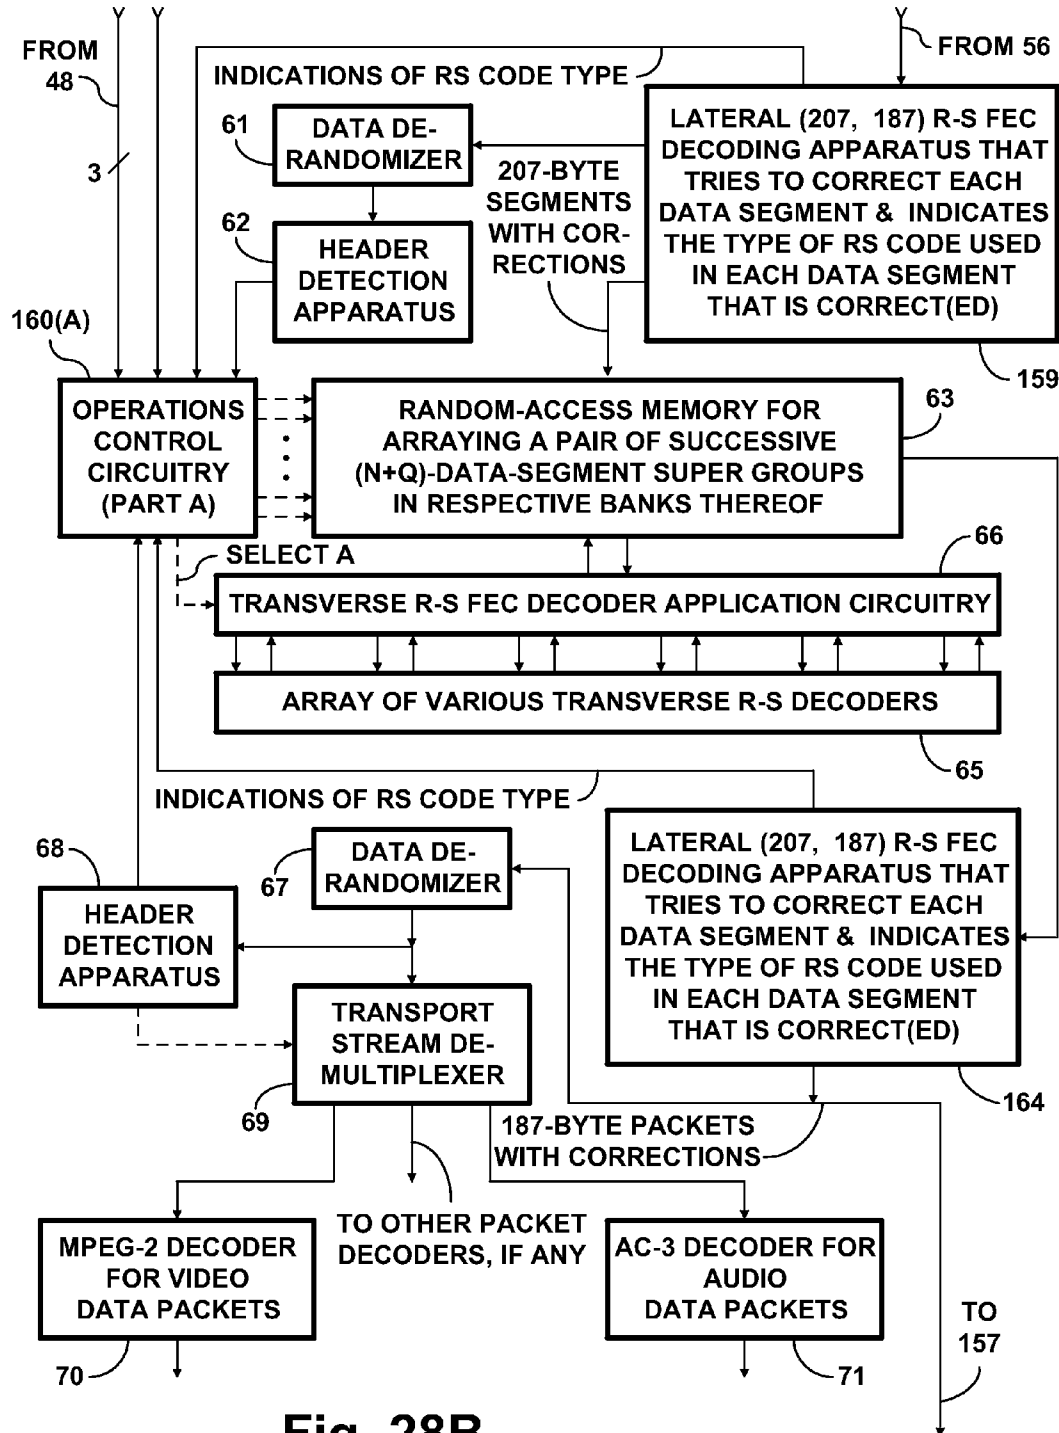 FROM
48
3
INDICATIONS OF RS CODE TYPE
FROM 56
61
DATA DE-
RANDOMIZER
LATERAL (207, 187) R-S FEC
DECODING APPARATUS THAT
TRIES TO CORRECT EACH
DATA SEGMENT & INDICATES
THE TYPE OF RS CODE USED
IN EACH DATA SEGMENT
THAT IS CORRECT(ED)
159
207-BYTE
SEGMENTS
WITH COR-
RECTIONS
62
HEADER
DETECTION
APPARATUS
160(A)
OPERATIONS
CONTROL
CIRCUITRY
(PART A)
RANDOM-ACCESS MEMORY FOR
ARRAYING A PAIR OF SUCCESSIVE
(N+Q)-DATA-SEGMENT SUPER GROUPS
IN RESPECTIVE BANKS THEREOF
63
SELECT A
66
TRANSVERSE R-S FEC DECODER APPLICATION CIRCUITRY
ARRAY OF VARIOUS TRANSVERSE R-S DECODERS
65
INDICATIONS OF RS CODE TYPE
68
HEADER
DETECTION
APPARATUS
67
DATA DE-
RANDOMIZER
LATERAL (207, 187) R-S FEC
DECODING APPARATUS THAT
TRIES TO CORRECT EACH
DATA SEGMENT & INDICATES
THE TYPE OF RS CODE USED
IN EACH DATA SEGMENT
THAT IS CORRECT(ED)
164
TRANSPORT
STREAM DE-
MULTIPLEXER
69
187-BYTE PACKETS
WITH CORRECTIONS
TO OTHER PACKET
DECODERS, IF ANY
MPEG-2 DECODER
FOR VIDEO
DATA PACKETS
70
AC-3 DECODER FOR
AUDIO
DATA PACKETS
71
TO
157
Fig. 28B